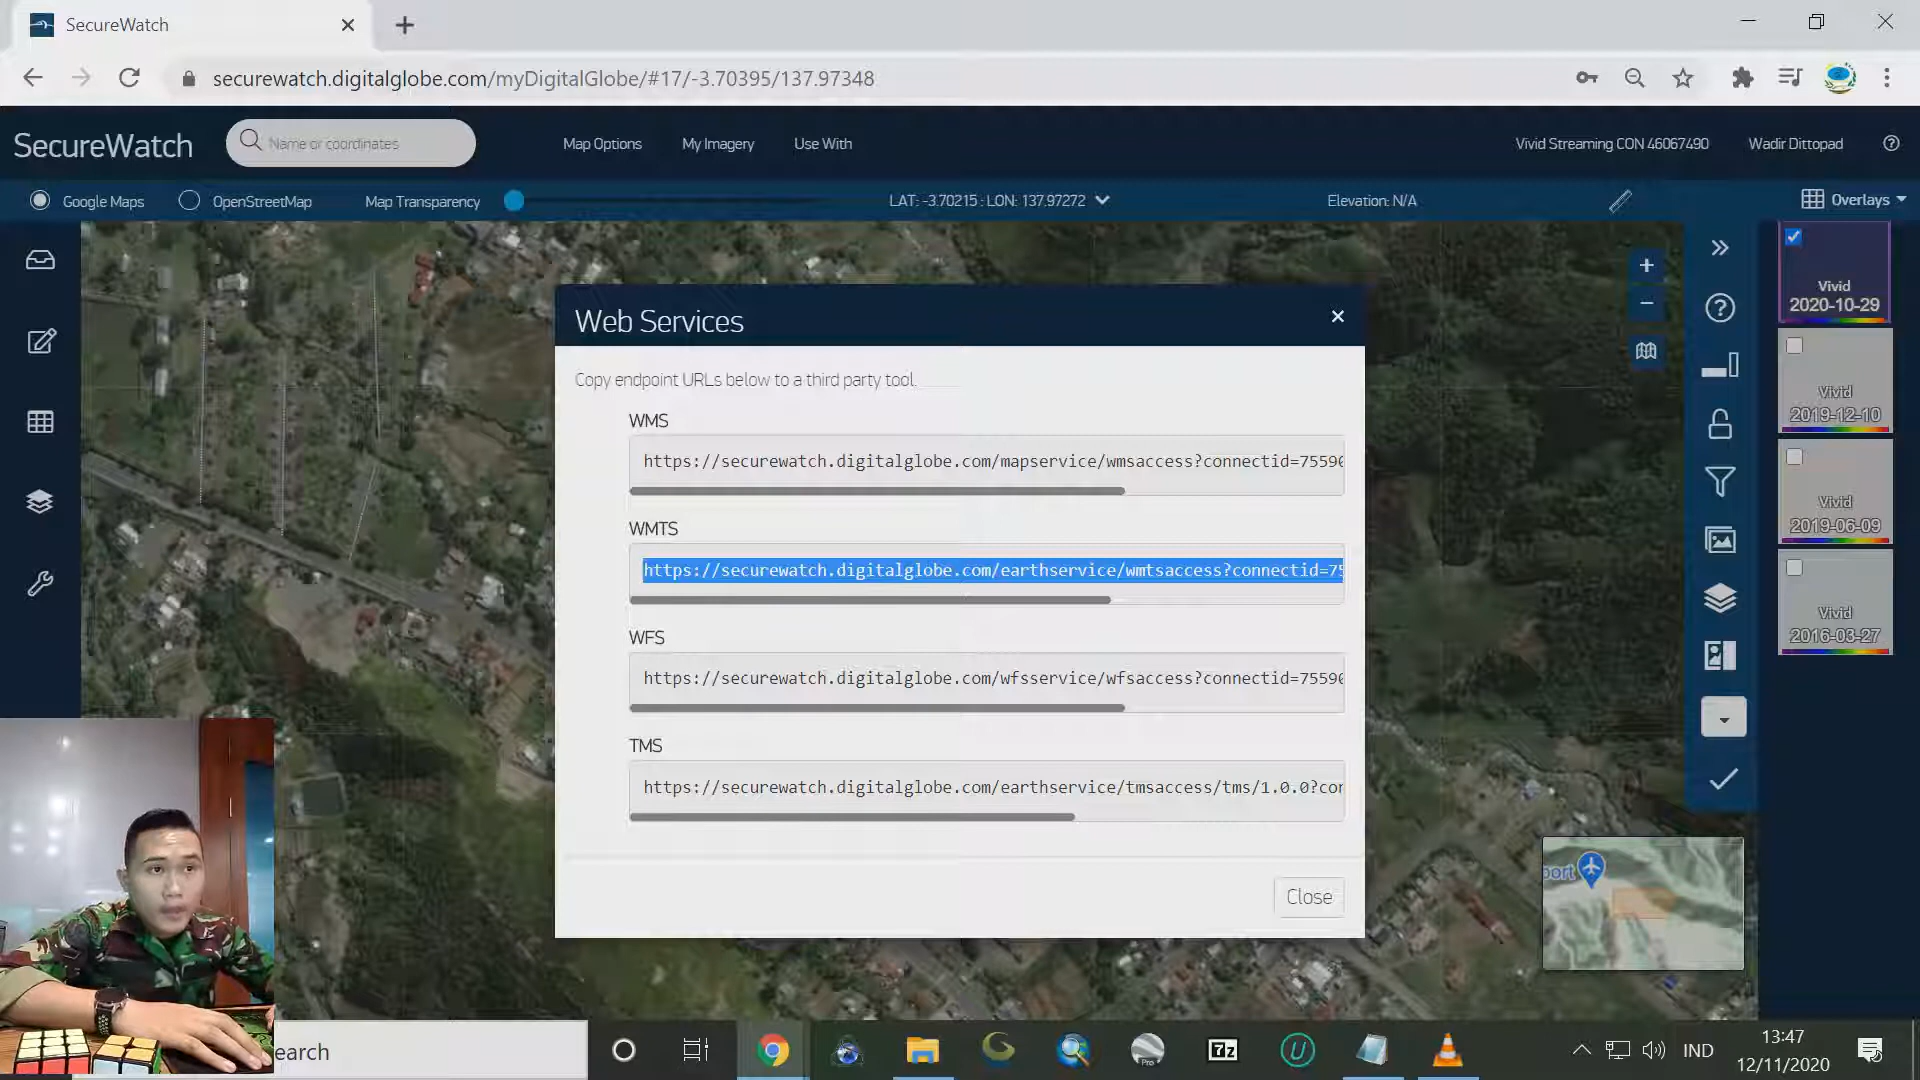 SecureWatch
securewatch.digitalglobe.com/myDigitalGlobe/#17/-3.70395/137.97348
SecureWatch
Name or coordinates
Map Options
My Imagery
Use With
Vivid Streaming CON 46067490
Wadir Dittopad
Google Maps
OpenStreetMap
Map Transparency
LAT: -3.70215 : LON: 137.97272
Elevation: N/A
Overlays
Vivid
2020-10-29
Vivid
2019-12-10
Vivid
2019-06-09
Vivid
2016-03-27
Web Services
Copy endpoint URLs below to a third party tool.
WMS
https://securewatch.digitalglobe.com/mapservice/wmsaccess?connectid=7559
WMTS
https://securewatch.digitalglobe.com/earthservice/wmtsaccess?connectid=75
WFS
https://securewatch.digitalglobe.com/wfsservice/wfsaccess?connectid=7559
TMS
https://securewatch.digitalglobe.com/earthservice/tmsaccess/tms/1.0.0?con
Close
port
earch
Pro
7z
U
IND
13:47
12/11/2020